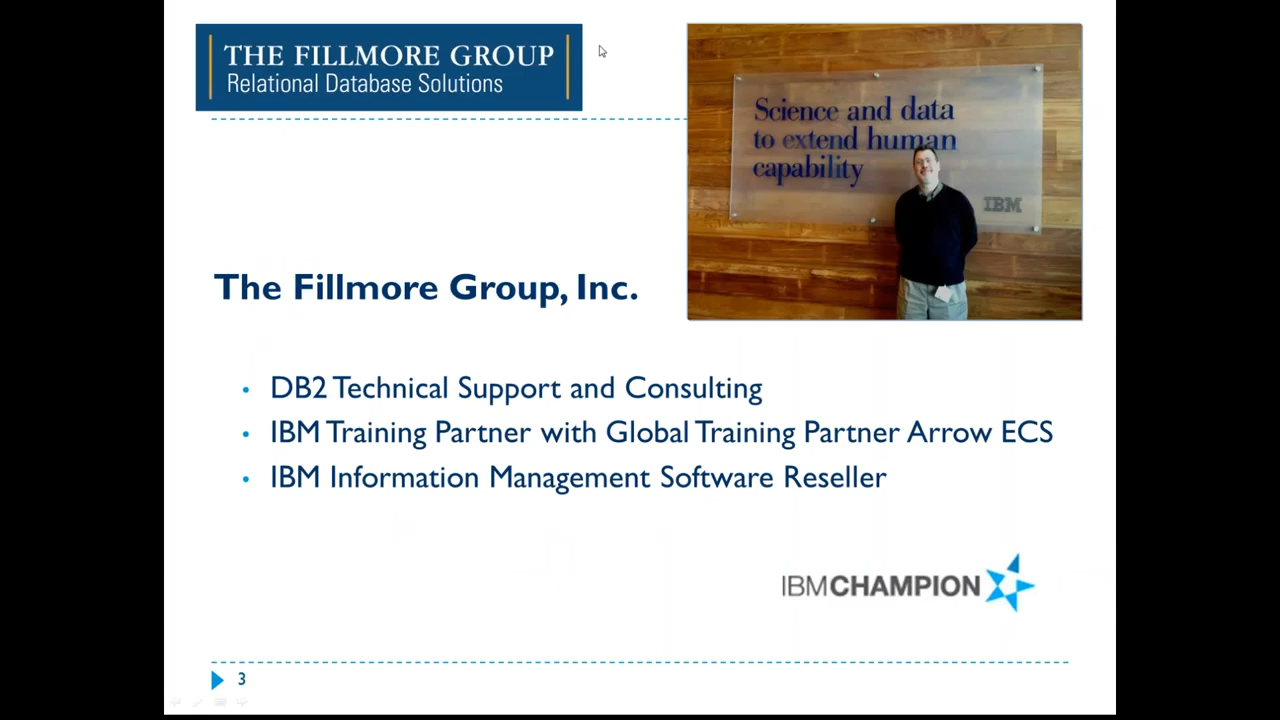 THE FILLMORE GROUP
Relational Database Solutions
Science and data
to extend human
capability
IBM
The Fillmore Group, Inc.
• DB2 Technical Support and Consulting
• IBM Training Partner with Global Training Partner Arrow ECS
• IBM Information Management Software Reseller
IBMCHAMPION
3